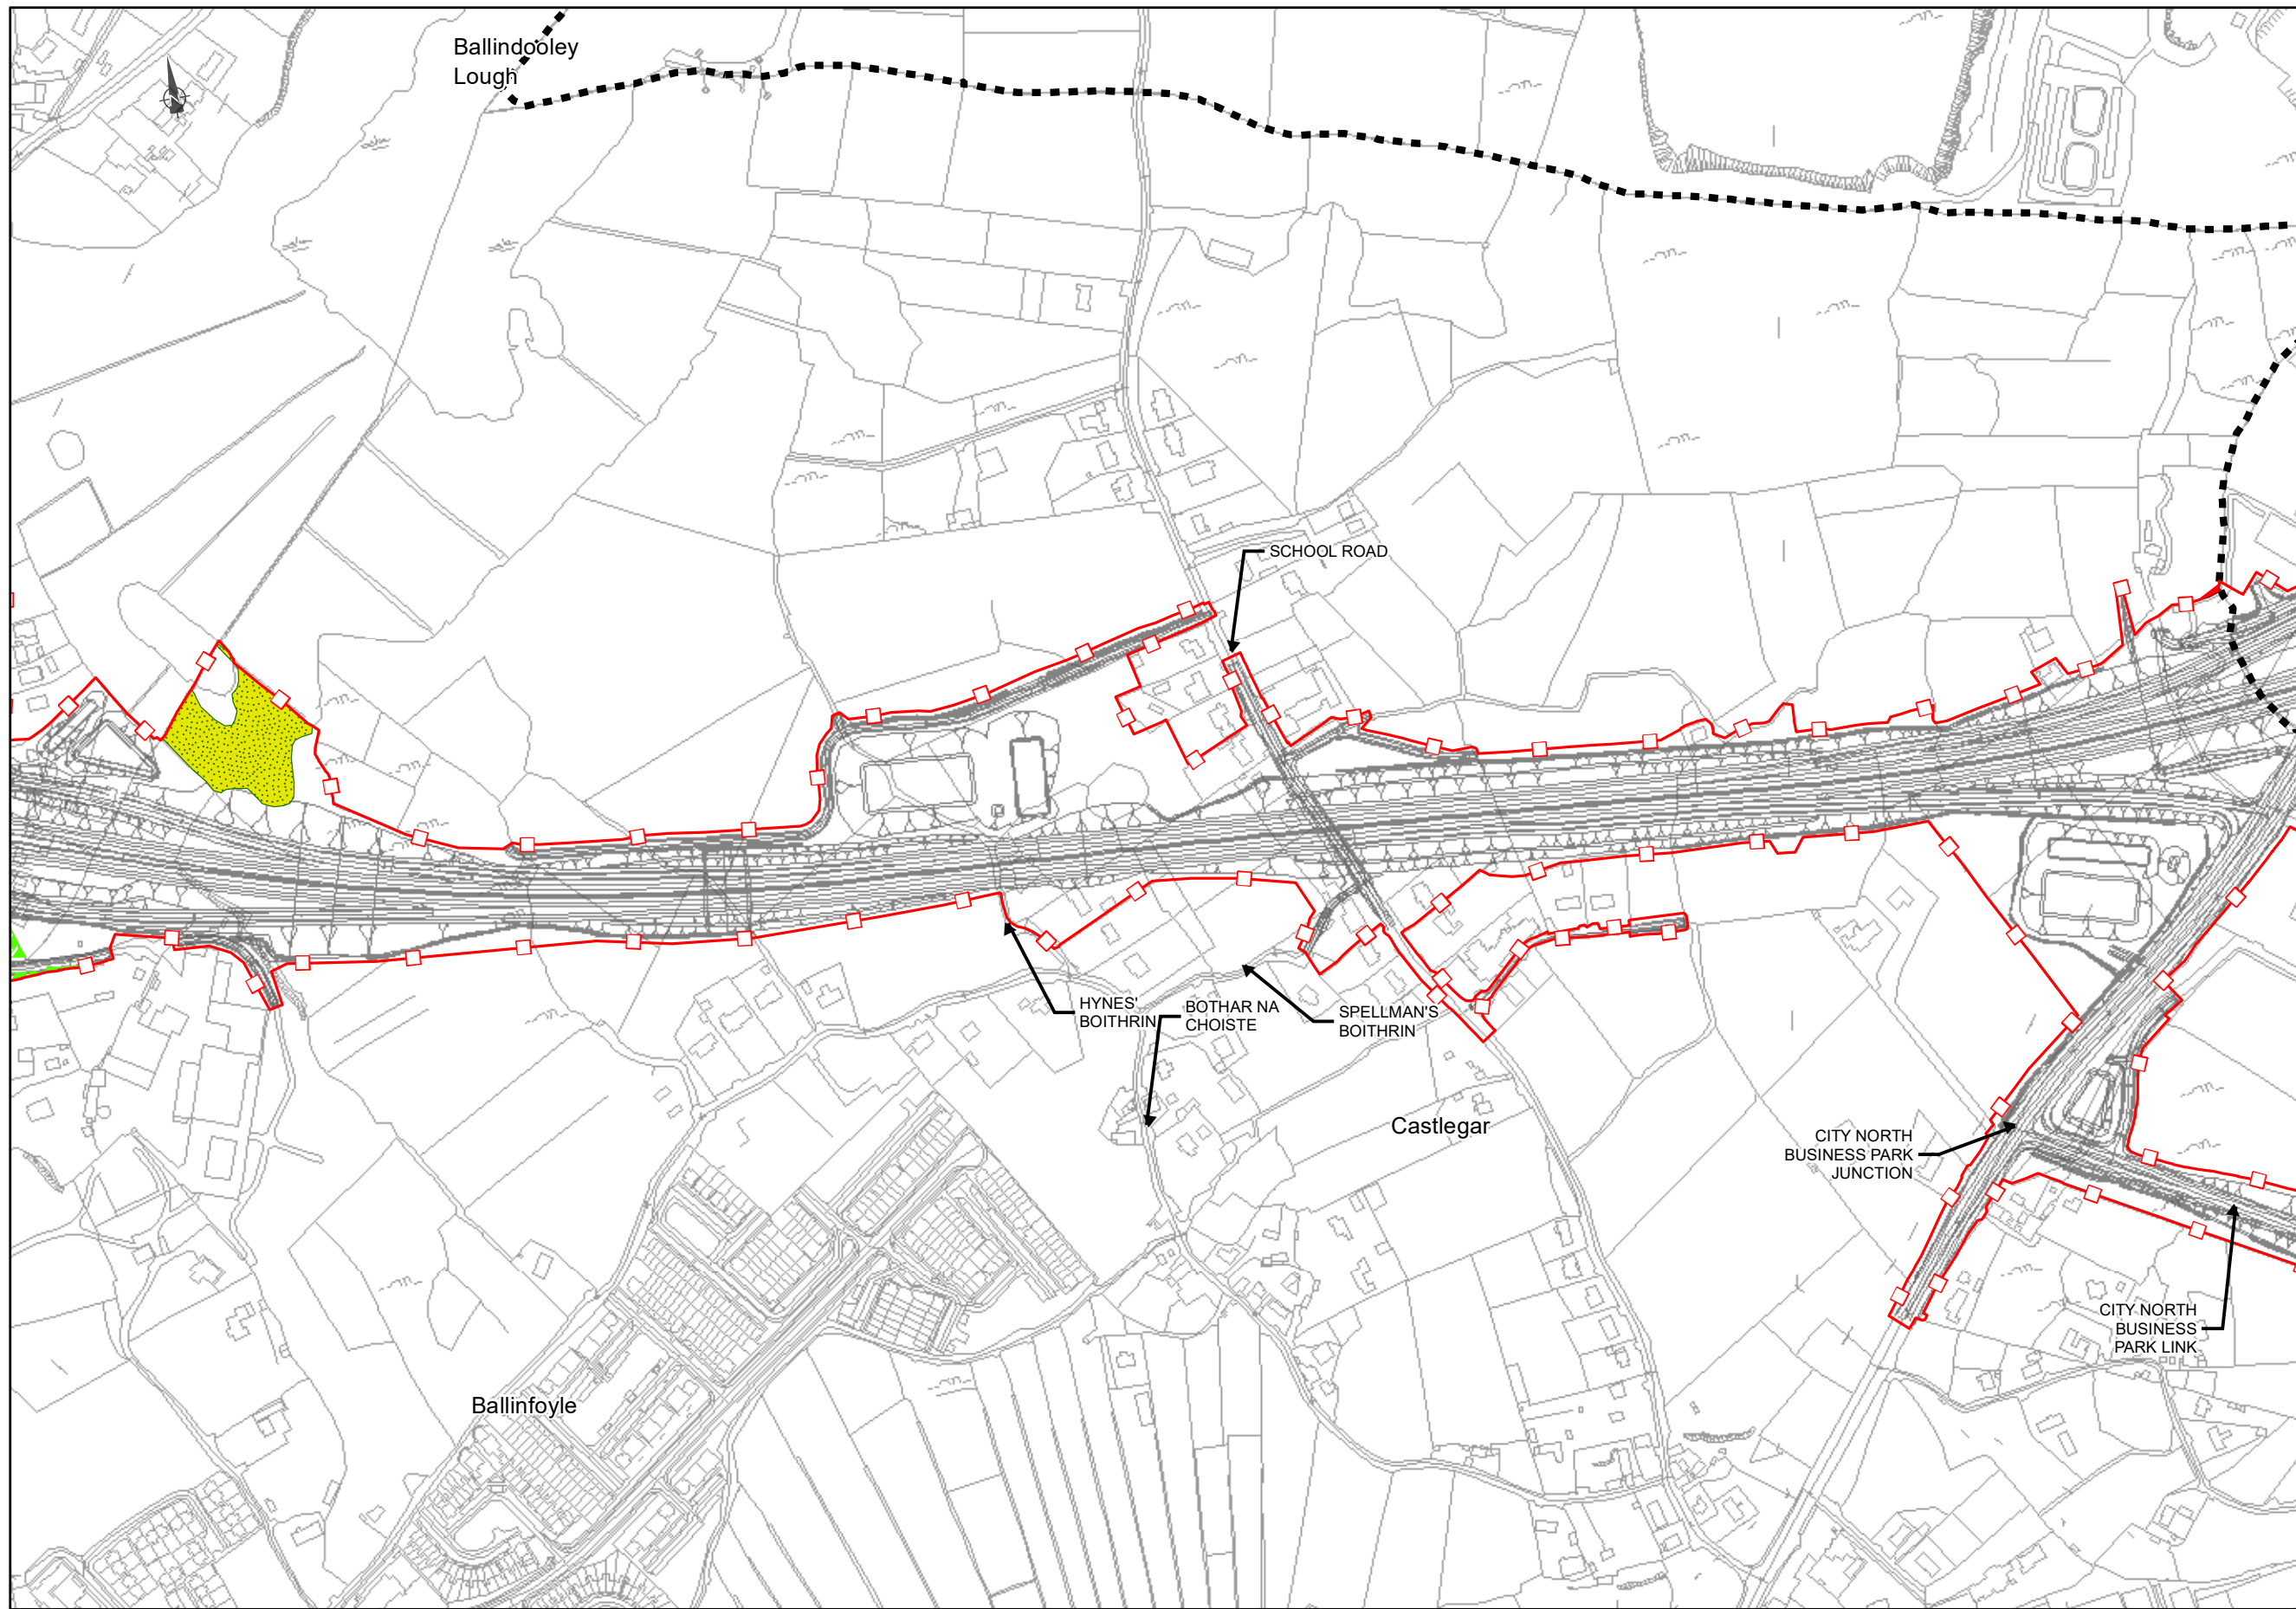 Ballindooley
Lough
SCHOOL ROAD
HYNES'
BOITHRIN
BOTHAR NA
CHOISTE
SPELLMAN'S
BOITHRIN
Castlegar
CITY NORTH
BUSINESS PARK
JUNCTION
CITY NORTH
BUSINESS
PARK LINK
Ballinfoyle